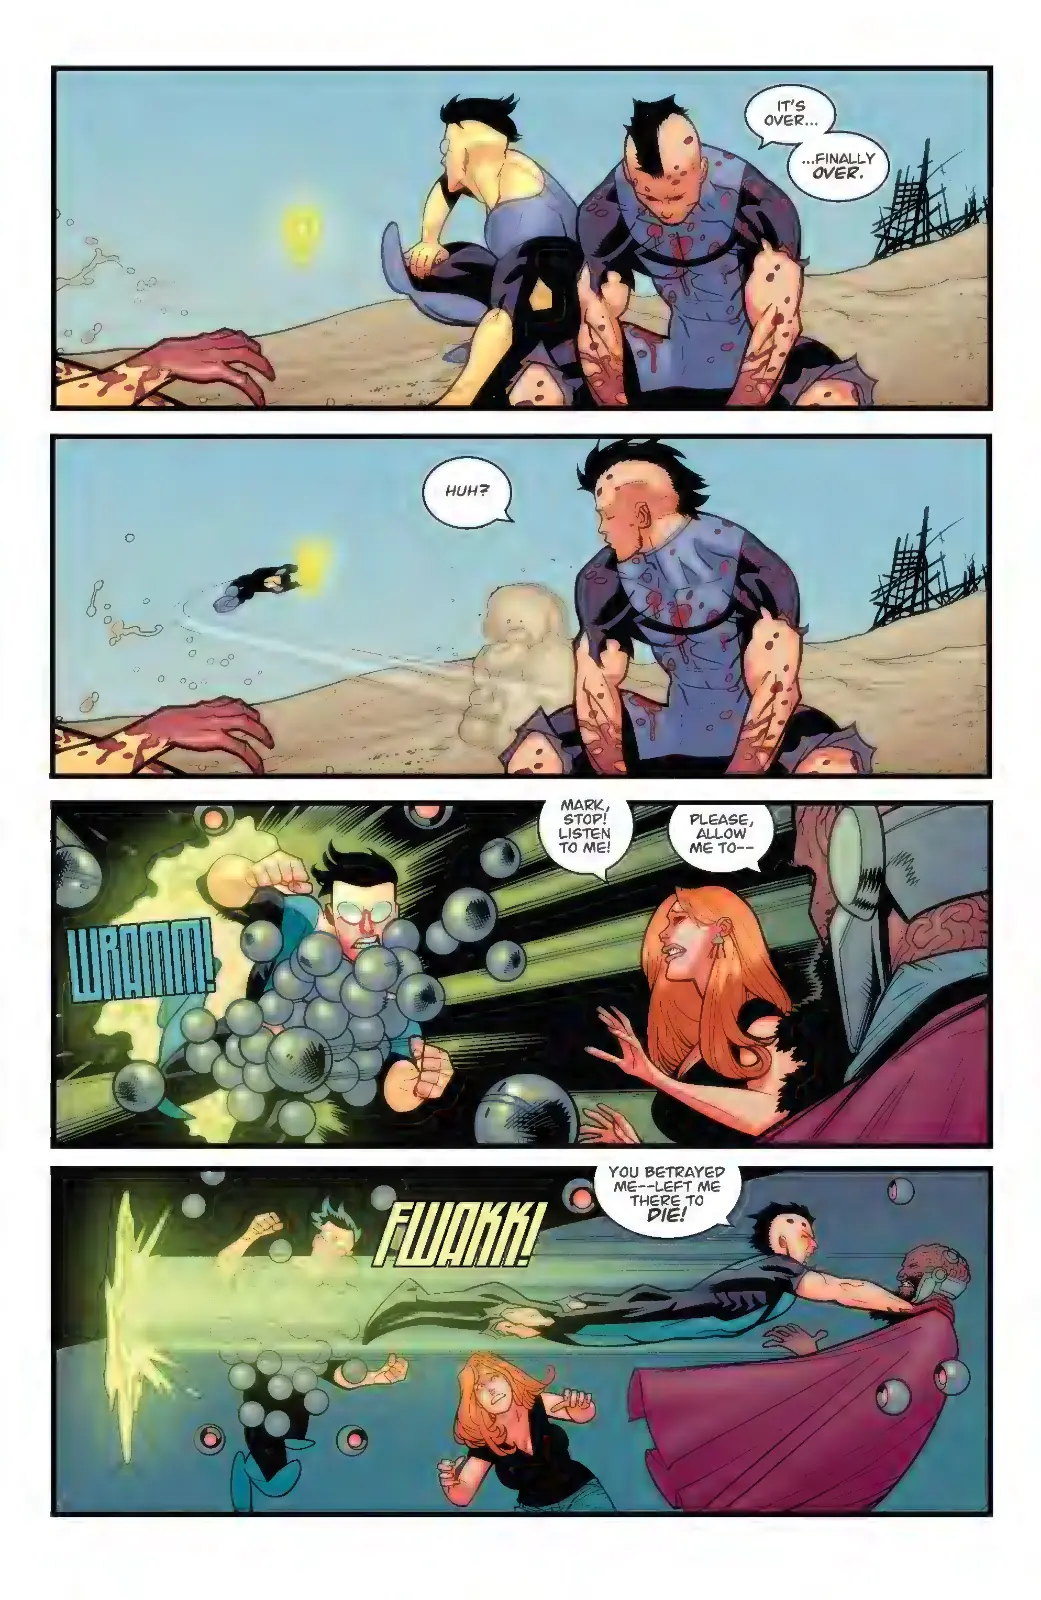 IT'S
OVER...
...FINALLY
OVER.
HUH?
MARK,
STOP!
LISTEN
TO ME!
PLEASE,
ALLOW
ME TO--
WRAMM!
FWAKK!
YOU BETRAYED
ME--LEFT ME
THERE TO
DIE!